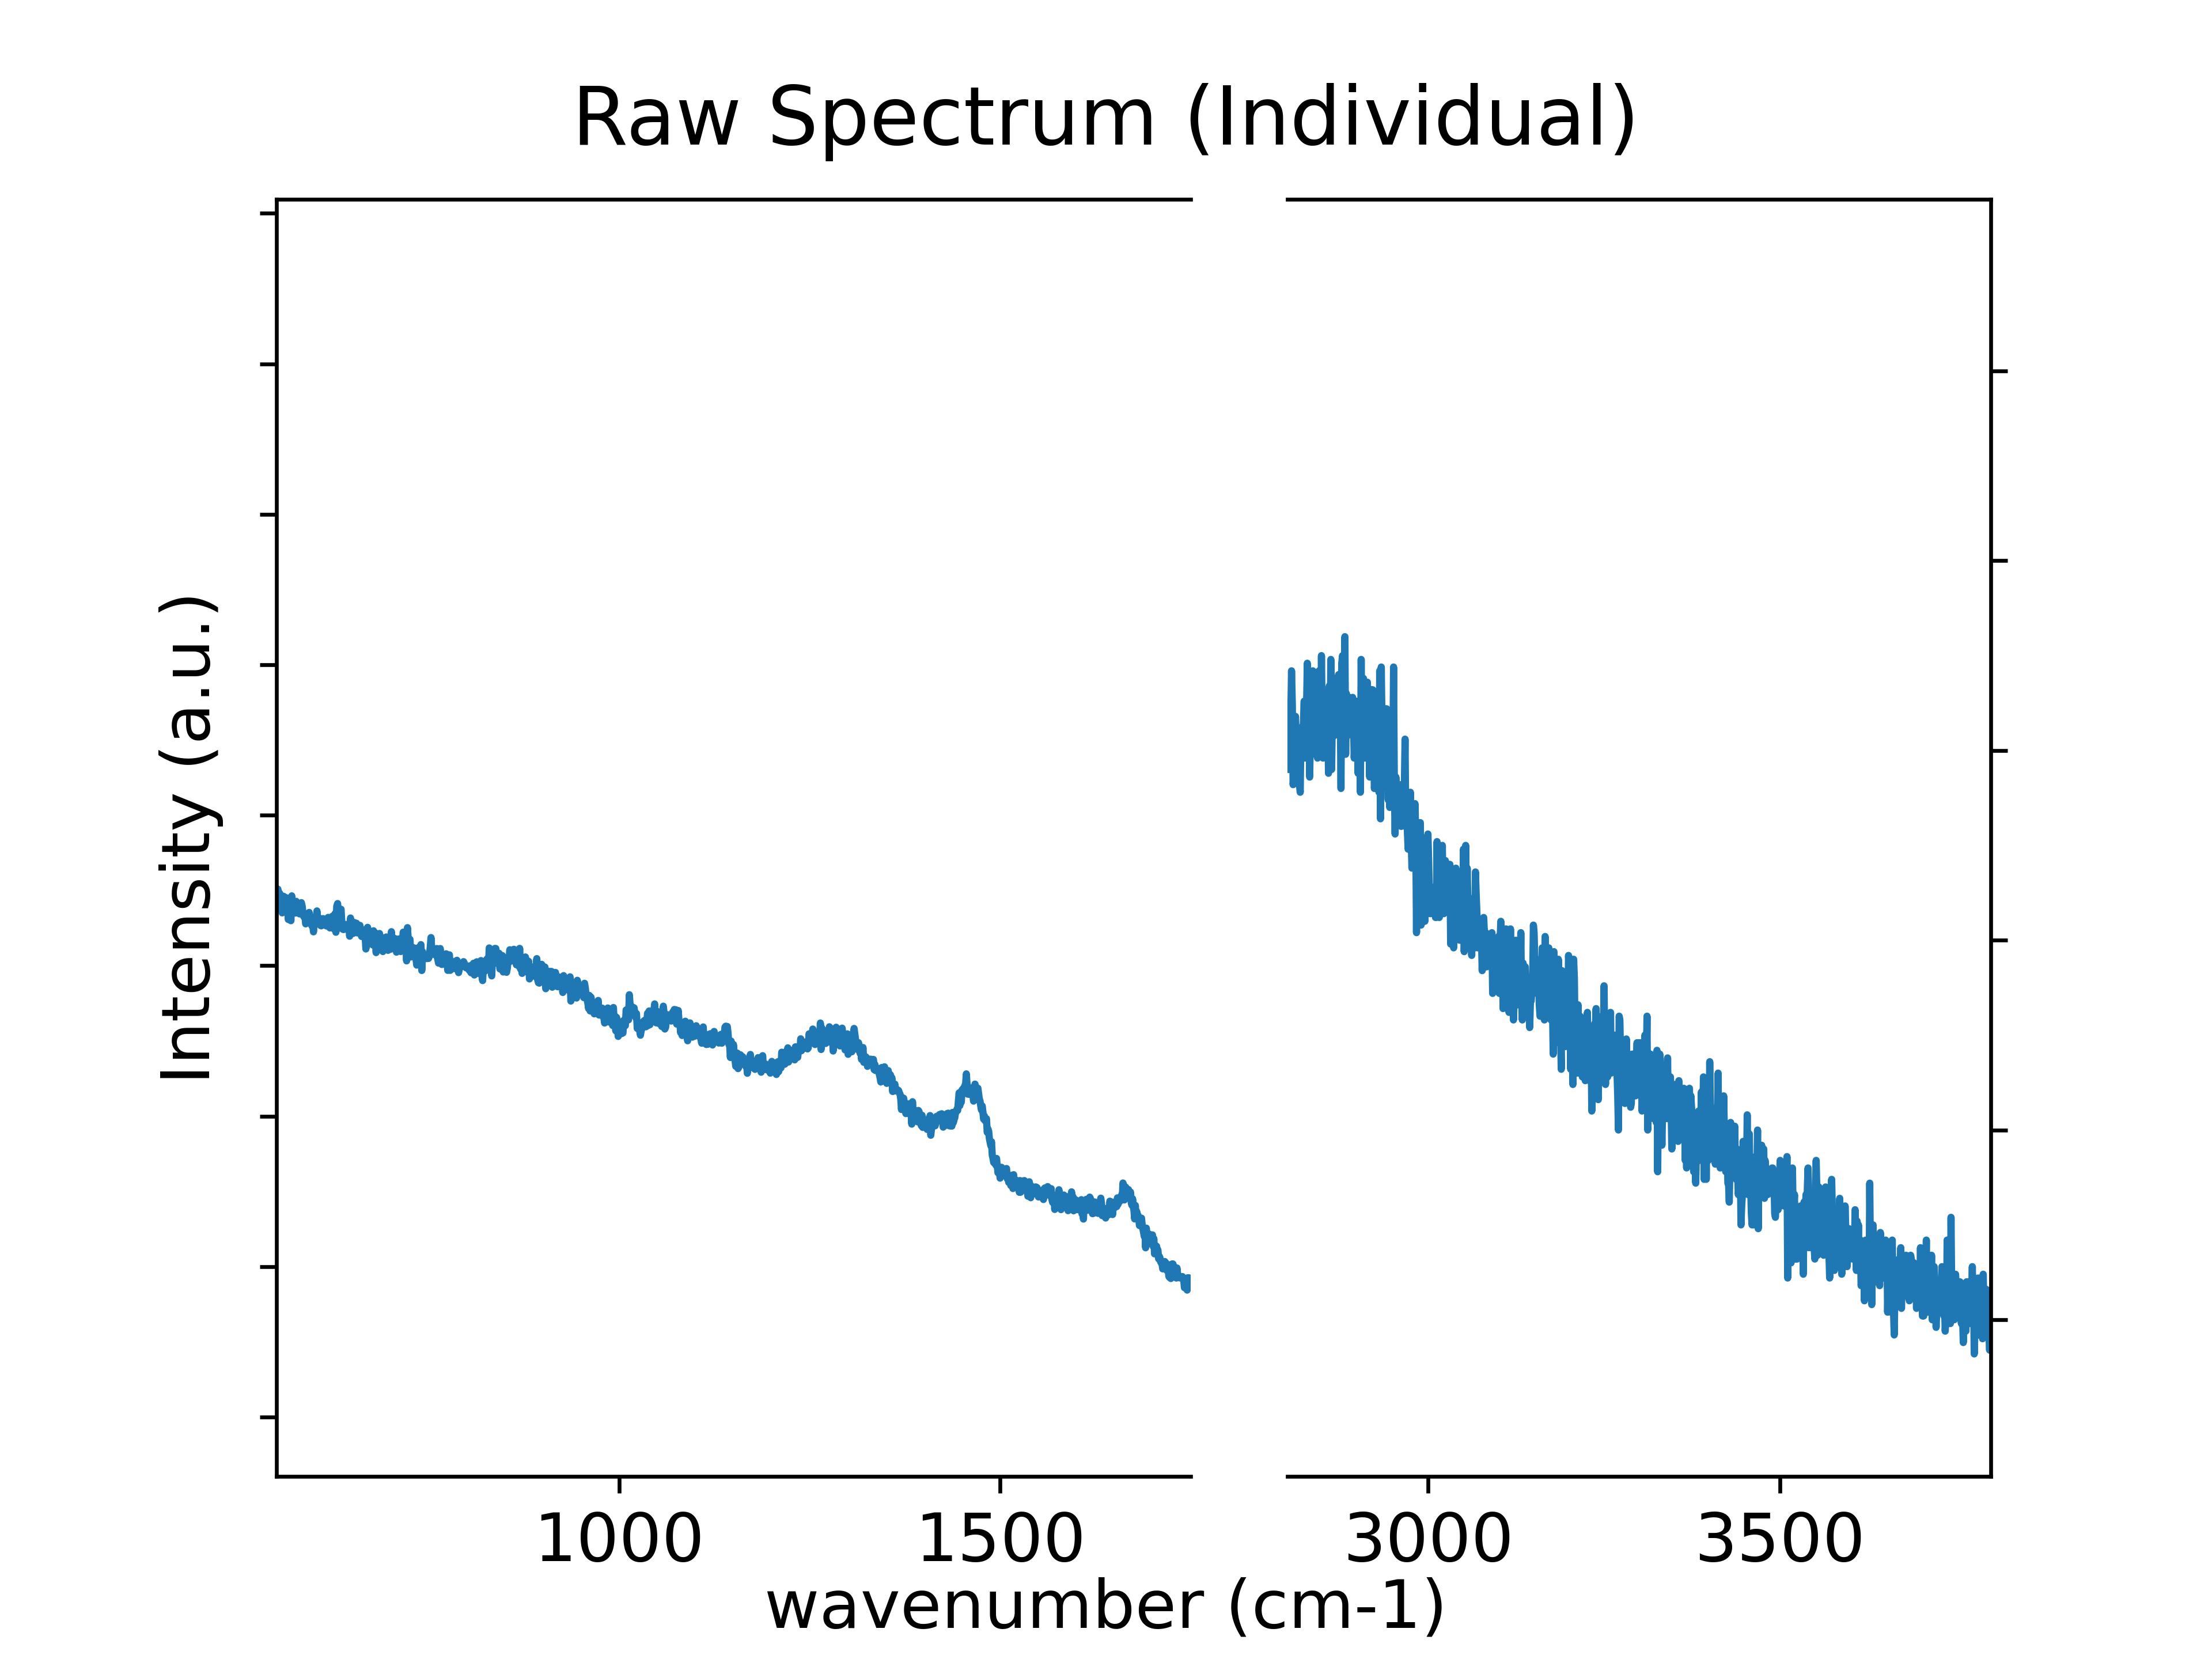 Raw Spectrum (Individual)
Intensity (a.u.)
1000 1500 3000 3500
wavenumber (cm-1)